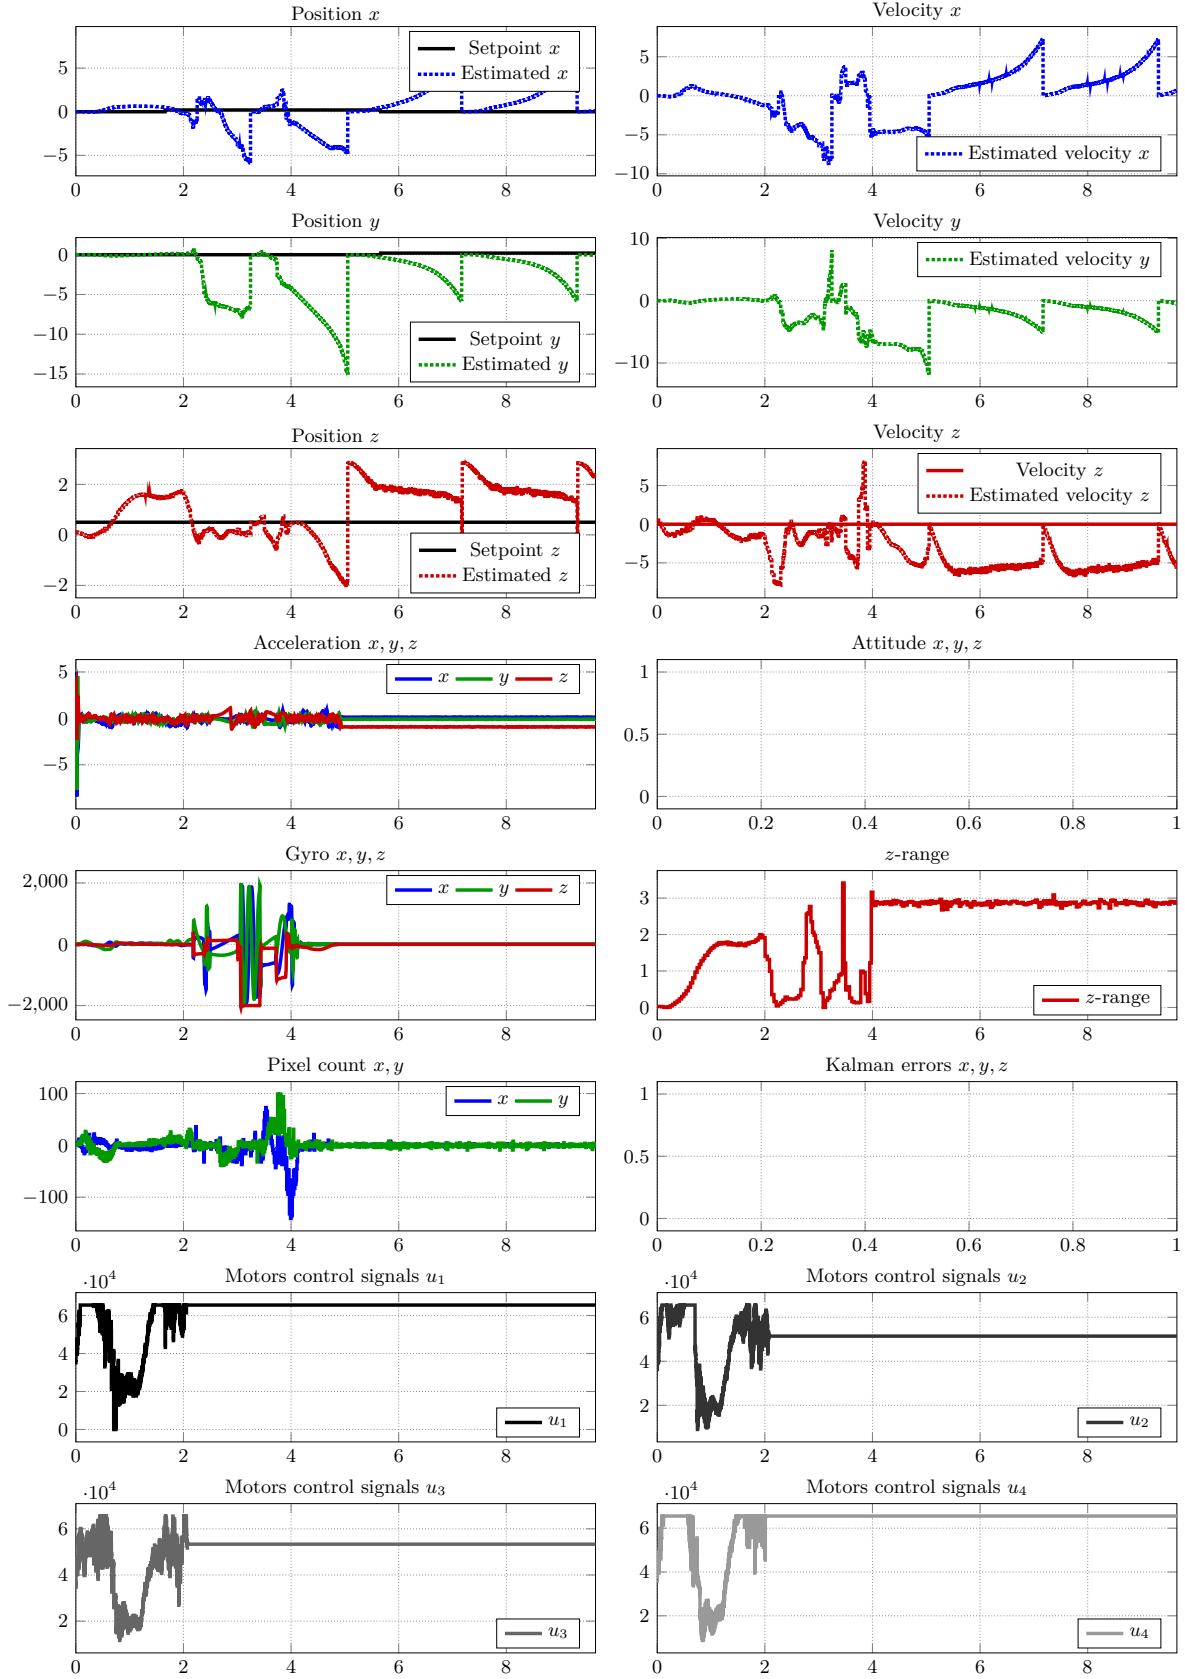 Position x
Setpoint x
Estimated x
5
0
−5
0 2 4 6 8
Velocity x
Estimated velocity x
5
0
−5
−10
0 2 4 6 8
Position y
0
−5
−10
−15
Setpoint y
Estimated y
0 2 4 6 8
Velocity y
10
0
−10
Estimated velocity y
0 2 4 6 8
Position z
2
0
−2
Setpoint z
Estimated z
0 2 4 6 8
Velocity z
Velocity z
Estimated velocity z
5
0
−5
0 2 4 6 8
Acceleration x, y, z
x y z
5
0
−5
0 2 4 6 8
Attitude x, y, z
1
0.5
0
0 0.2 0.4 0.6 0.8 1
Gyro x, y, z
2,000
0
−2,000
x y z
0 2 4 6 8
z-range
3
2
1
0
z-range
0 2 4 6 8
Pixel count x, y
100
0
−100
x y
0 2 4 6 8
Kalman errors x, y, z
1
0.5
0
0 0.2 0.4 0.6 0.8 1
Motors control signals u1
·10^4
6
4
2
0
u1
0 2 4 6 8
Motors control signals u2
·10^4
6
4
2
u2
0 2 4 6 8
Motors control signals u3
·10^4
6
4
2
u3
0 2 4 6 8
Motors control signals u4
·10^4
6
4
2
0
u4
0 2 4 6 8